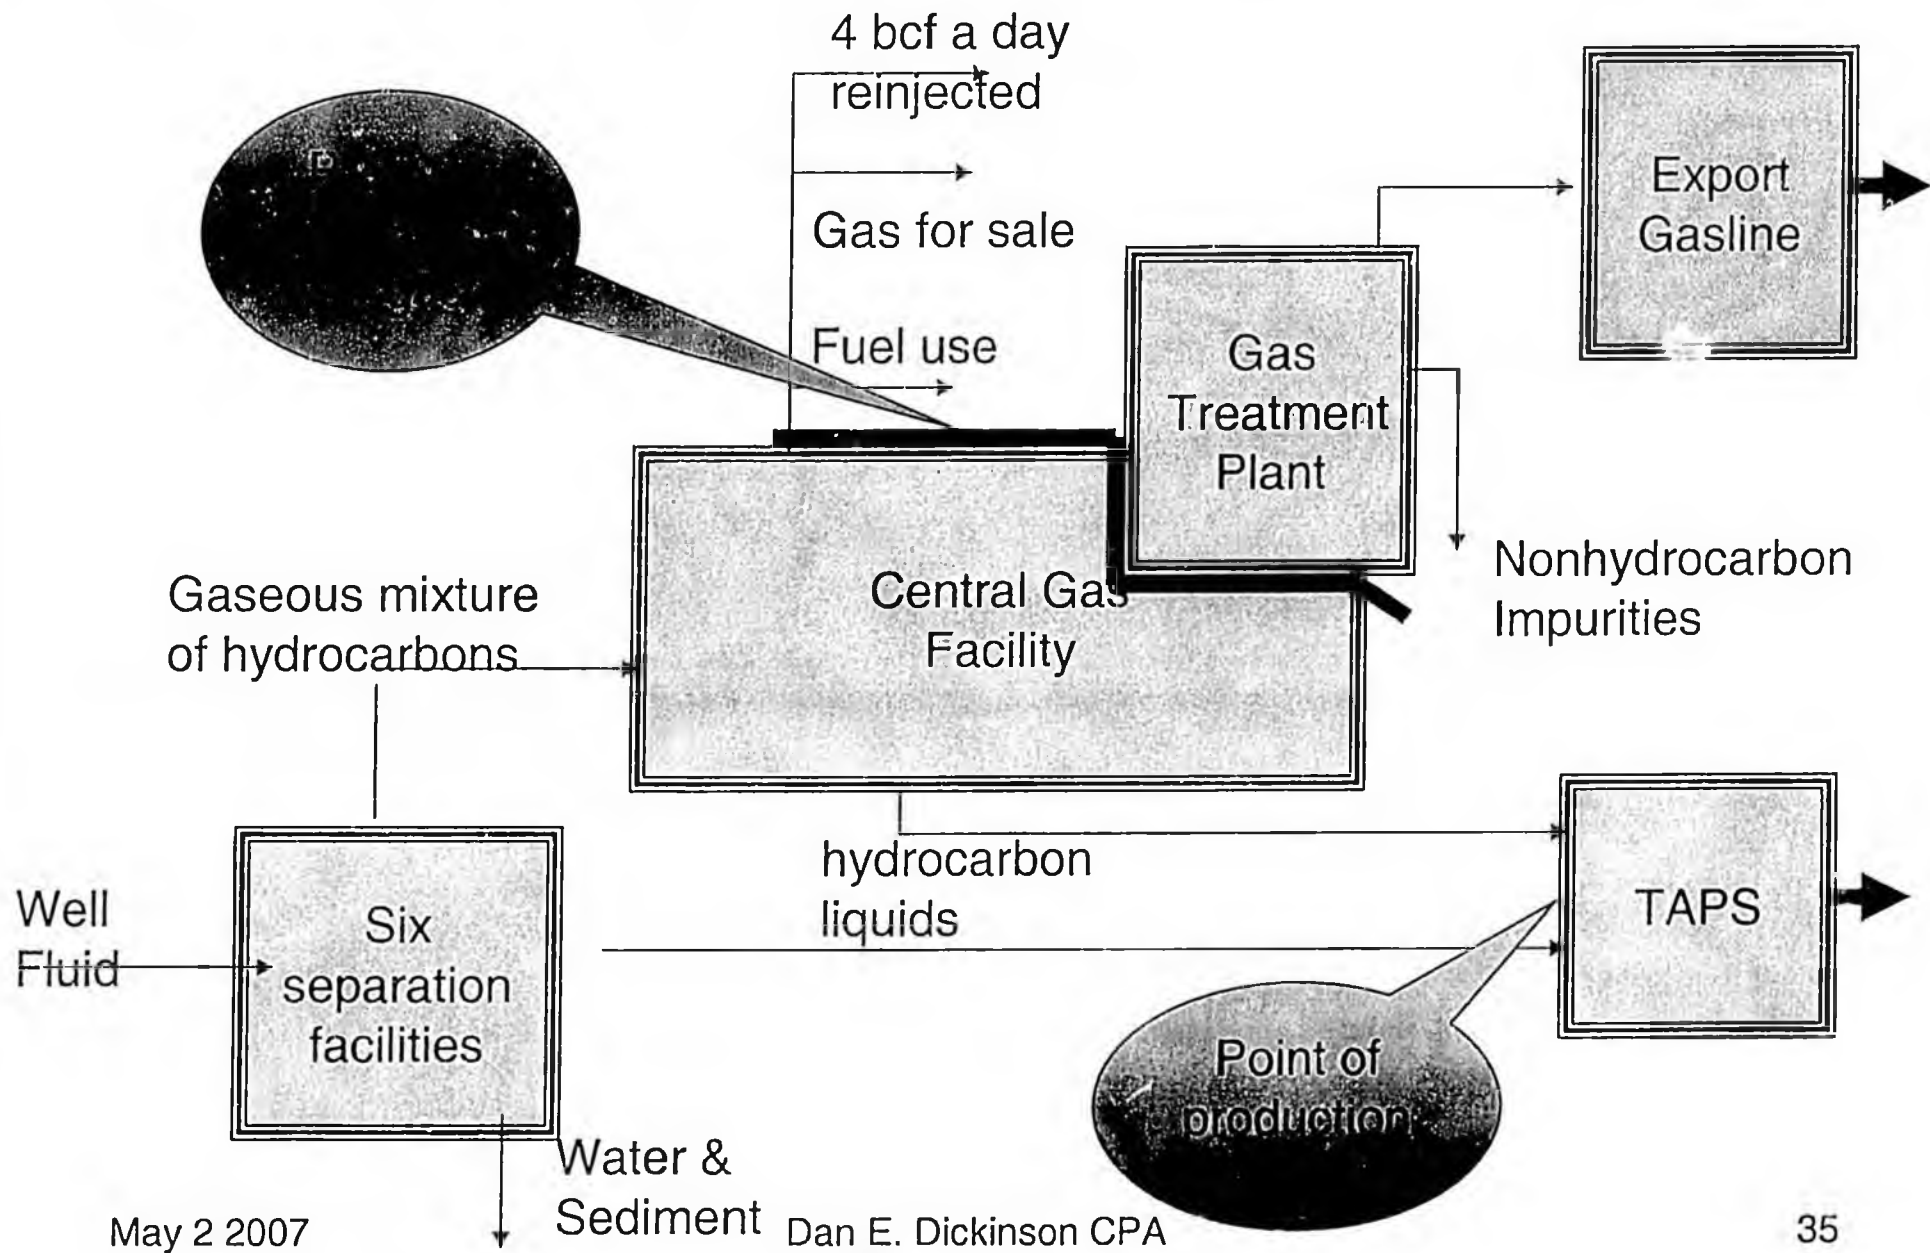 4 bcf a day
reinjected
Gas for sale
Fuel use
Export
Gasline
Gas
Treatment
Plant
Central Gas
Facility
Nonhydrocarbon
Impurities
Gaseous mixture
of hydrocarbons
hydrocarbon
liquids
TAPS
Well
Fluid
Six
separation
facilities
Point of
production
Water &
Sediment
May 2 2007
Dan E. Dickinson CPA
35